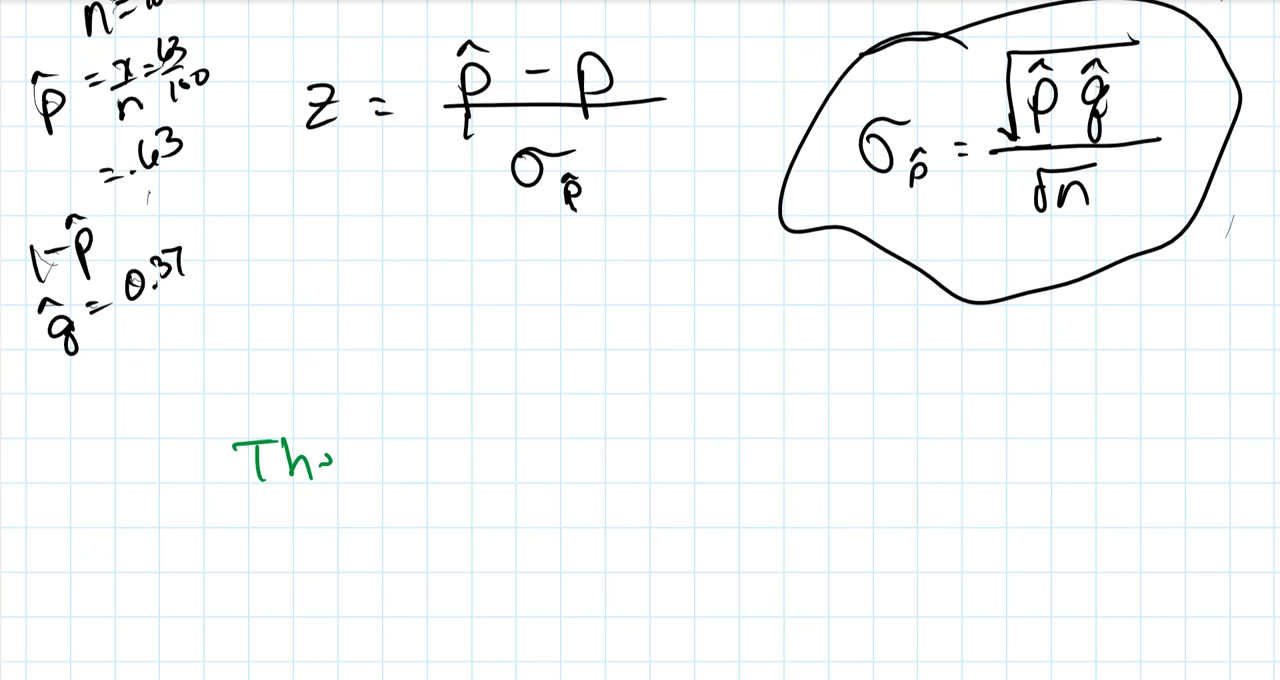 n=
p̂ = x/n = 63/100
= .63
1-p̂
q̂ = 0.37
z = (p̂ - p)/σp̂
σp̂ = √(p̂ q̂)/√n
Th